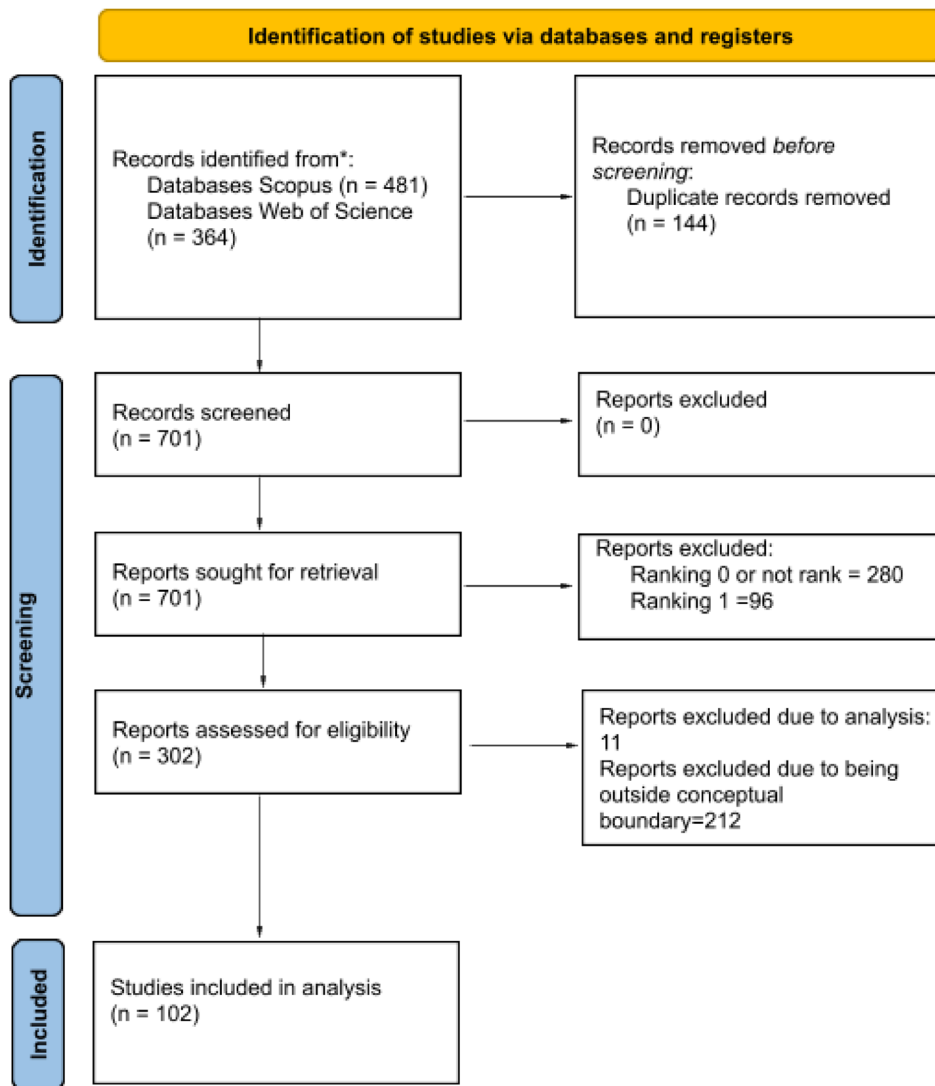 Identification of studies via databases and registers
Identification
Records identified from*:
Databases Scopus (n = 481)
Databases Web of Science
(n = 364)
Records removed before
screening:
Duplicate records removed
(n = 144)
Screening
Records screened
(n = 701)
Reports excluded
(n = 0)
Reports sought for retrieval
(n = 701)
Reports excluded:
Ranking 0 or not rank = 280
Ranking 1 =96
Reports assessed for eligibility
(n = 302)
Reports excluded due to analysis:
11
Reports excluded due to being
outside conceptual
boundary=212
Included
Studies included in analysis
(n = 102)